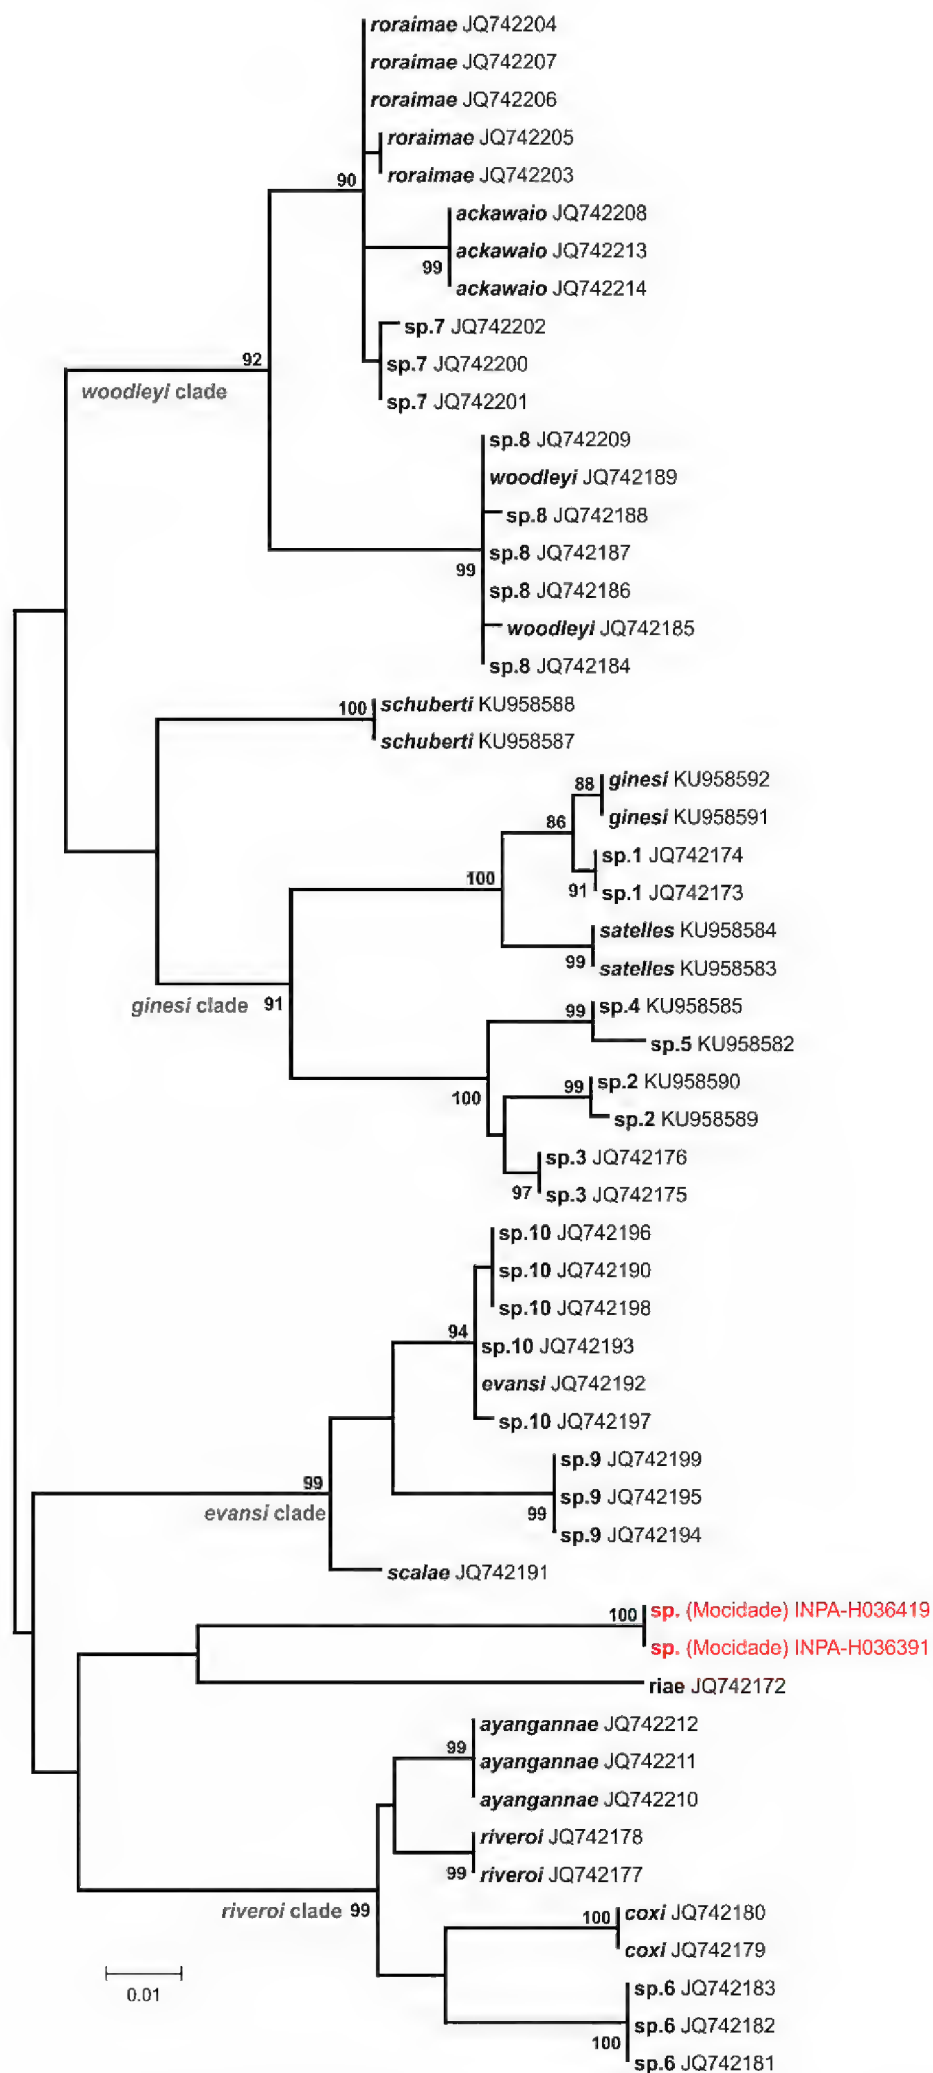 roraimae JQ742204
roraimae JQ742207
roraimae JQ742206
roraimae JQ742205
roraimae JQ742203
90
ackawaio JQ742208
ackawaio JQ742213
99
ackawaio JQ742214
sp.7 JQ742202
92
sp.7 JQ742200
woodleyi clade
sp.7 JQ742201
sp.8 JQ742209
woodleyi JQ742189
sp.8 JQ742188
sp.8 JQ742187
99
sp.8 JQ742186
woodleyi JQ742185
sp.8 JQ742184
100
schuberti KU958588
schuberti KU958587
88
ginesi KU958592
86
ginesi KU958591
sp.1 JQ742174
100
91
sp.1 JQ742173
satelles KU958584
99
satelles KU958583
ginesi clade 91
99
sp.4 KU958585
sp.5 KU958582
99
sp.2 KU958590
100
sp.2 KU958589
sp.3 JQ742176
97
sp.3 JQ742175
sp.10 JQ742196
sp.10 JQ742190
sp.10 JQ742198
94
sp.10 JQ742193
evansi JQ742192
sp.10 JQ742197
sp.9 JQ742199
99
sp.9 JQ742195
evansi clade
99
sp.9 JQ742194
scalae JQ742191
100
sp. (Mocidade) INPA-H036419
sp. (Mocidade) INPA-H036391
riae JQ742172
ayangannae JQ742212
99
ayangannae JQ742211
ayangannae JQ742210
riveroi JQ742178
99
riveroi JQ742177
riveroi clade 99
100
coxi JQ742180
coxi JQ742179
sp.6 JQ742183
0.01
sp.6 JQ742182
100
sp.6 JQ742181